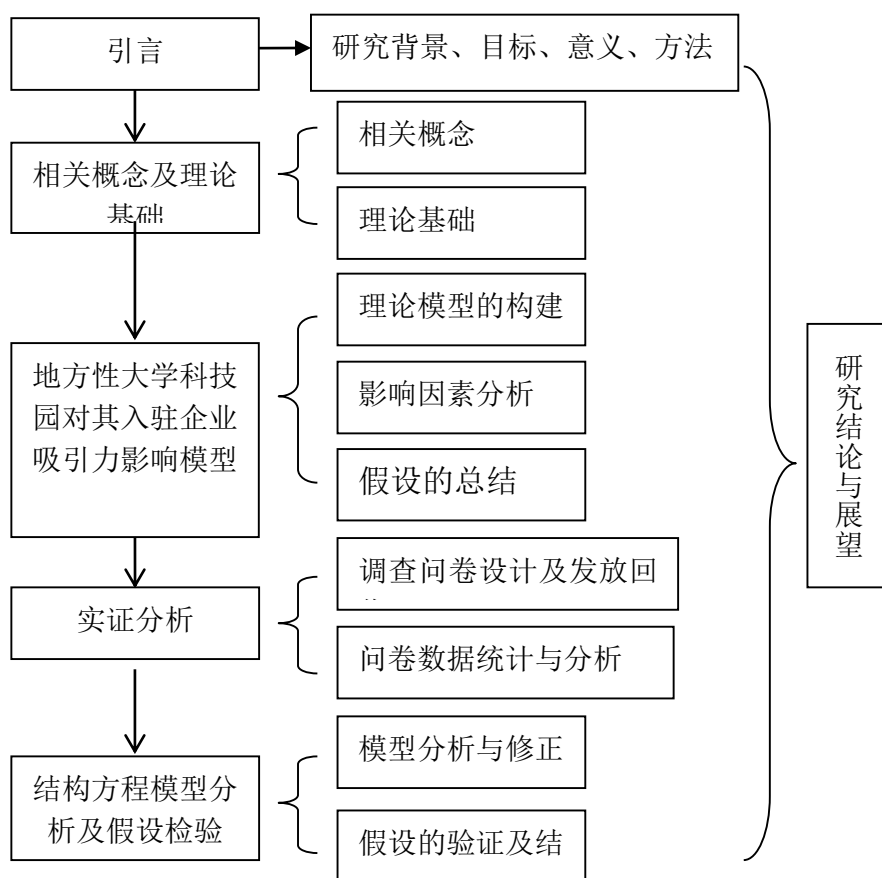 引言
研究背景、目标、意义、方法
相关概念及理论
基础
相关概念
理论基础
地方性大学科技
园对其入驻企业
吸引力影响模型
理论模型的构建
影响因素分析
假设的总结
实证分析
调查问卷设计及发放回
问卷数据统计与分析
结构方程模型分
析及假设检验
模型分析与修正
假设的验证及结
研究结论与展望